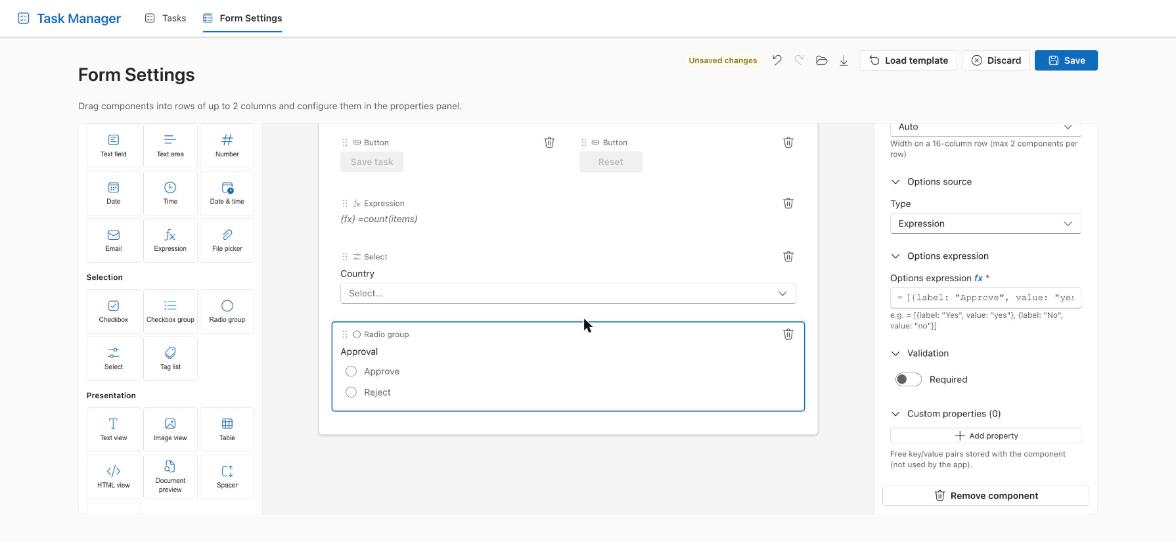 Task Manager
Tasks
Form Settings
Form Settings
Unsaved changes
Load template
Discard
Save
Drag components into rows of up to 2 columns and configure them in the properties panel.
Text field
Text area
Number
Date
Time
Date & time
Email
Expression
File picker
Selection
Checkbox
Checkbox group
Radio group
Select
Tag list
Presentation
Text view
Image view
Table
HTML view
Document
preview
Spacer
Button
Save task
Button
Reset
fx Expression
{fx} =count(items)
Select
Country
Select...
Radio group
Approval
Approve
Reject
Auto
Width on a 16-column row (max 2 components per
row)
Options source
Type
Expression
Options expression
Options expression fx *
= [{label: "Approve", value: "yes
e.g. = [{label: "Yes", value: "yes"}, {label: "No",
value: "no"}]
Validation
Required
Custom properties (0)
Add property
Free key/value pairs stored with the component
(not used by the app).
Remove component